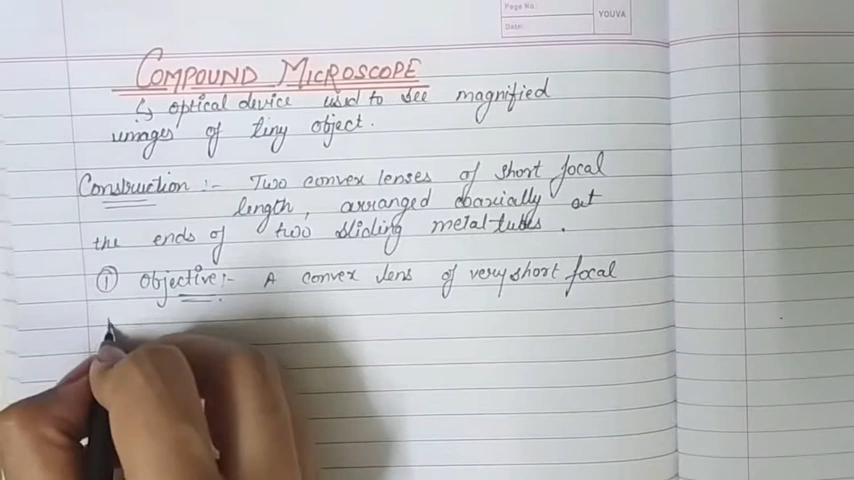 Page No:
Date:
YOUVA
COMPOUND MICROSCOPE
↳ optical device used to see magnified
images of tiny object.
Construction :- Two convex lenses of short focal
length, arranged coaxially at
the ends of two sliding metal tubes.
① Objective :- A convex lens of very short focal